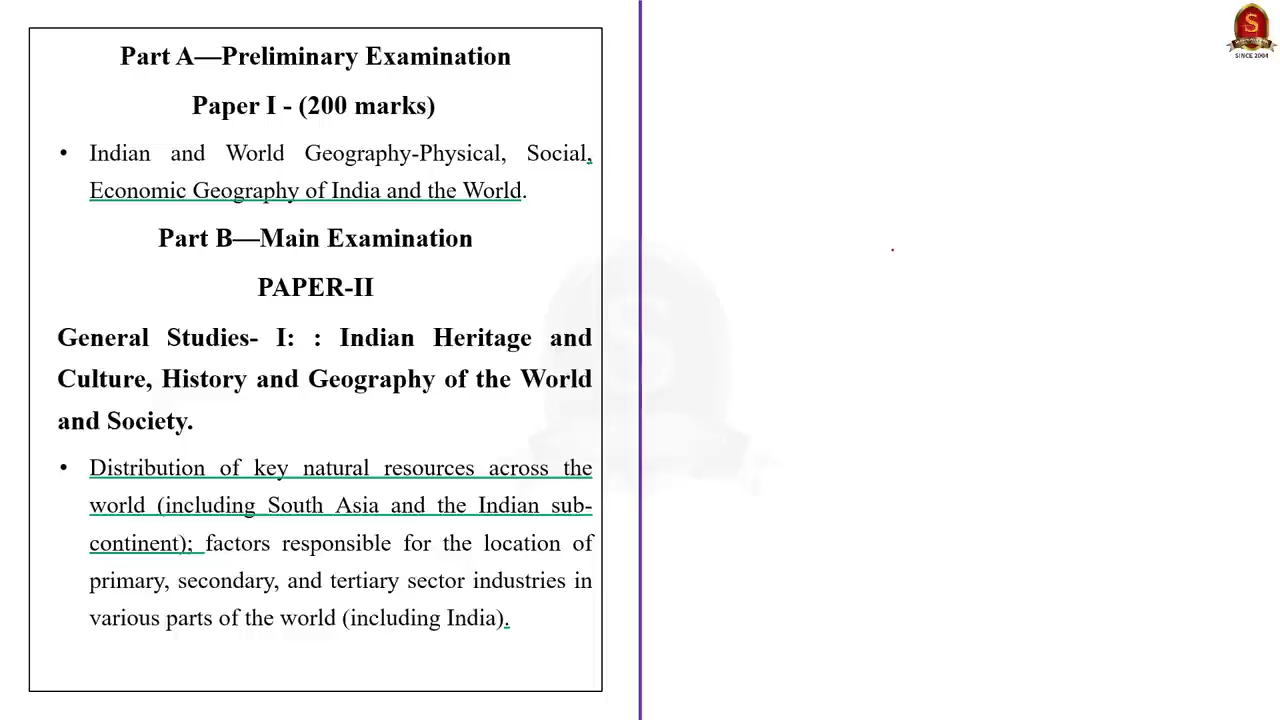 Part A—Preliminary Examination
Paper I - (200 marks)
• Indian and World Geography-Physical, Social,
Economic Geography of India and the World.
Part B—Main Examination
PAPER-II
General Studies- I: : Indian Heritage and
Culture, History and Geography of the World
and Society.
• Distribution of key natural resources across the
world (including South Asia and the Indian sub-
continent); factors responsible for the location of
primary, secondary, and tertiary sector industries in
various parts of the world (including India).
S
SINCE 2004